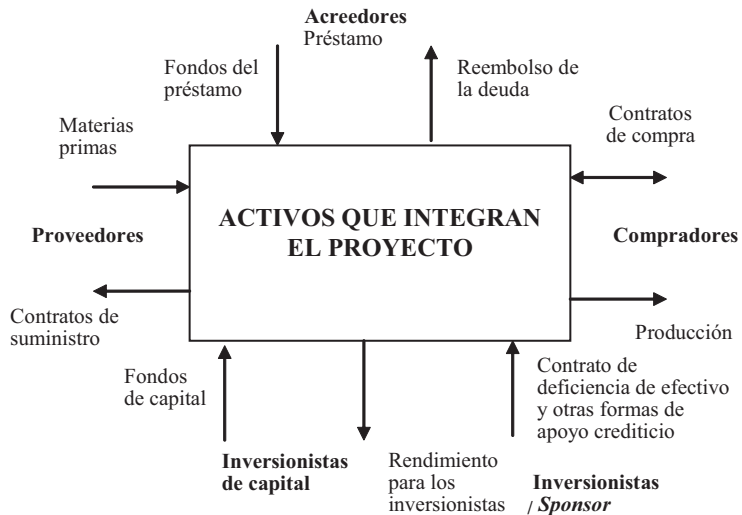 Acreedores
Préstamo
Fondos del
préstamo
Reembolso de
la deuda
Materias
primas
Contratos
de compra
ACTIVOS QUE INTEGRAN
EL PROYECTO
Proveedores
Compradores
Contratos de
suministro
Producción
Fondos
de capital
Contrato de
deficiencia de efectivo
y otras formas de
apoyo crediticio
Inversionistas
de capital
Rendimiento
para los
inversionistas
Inversionistas
/ Sponsor